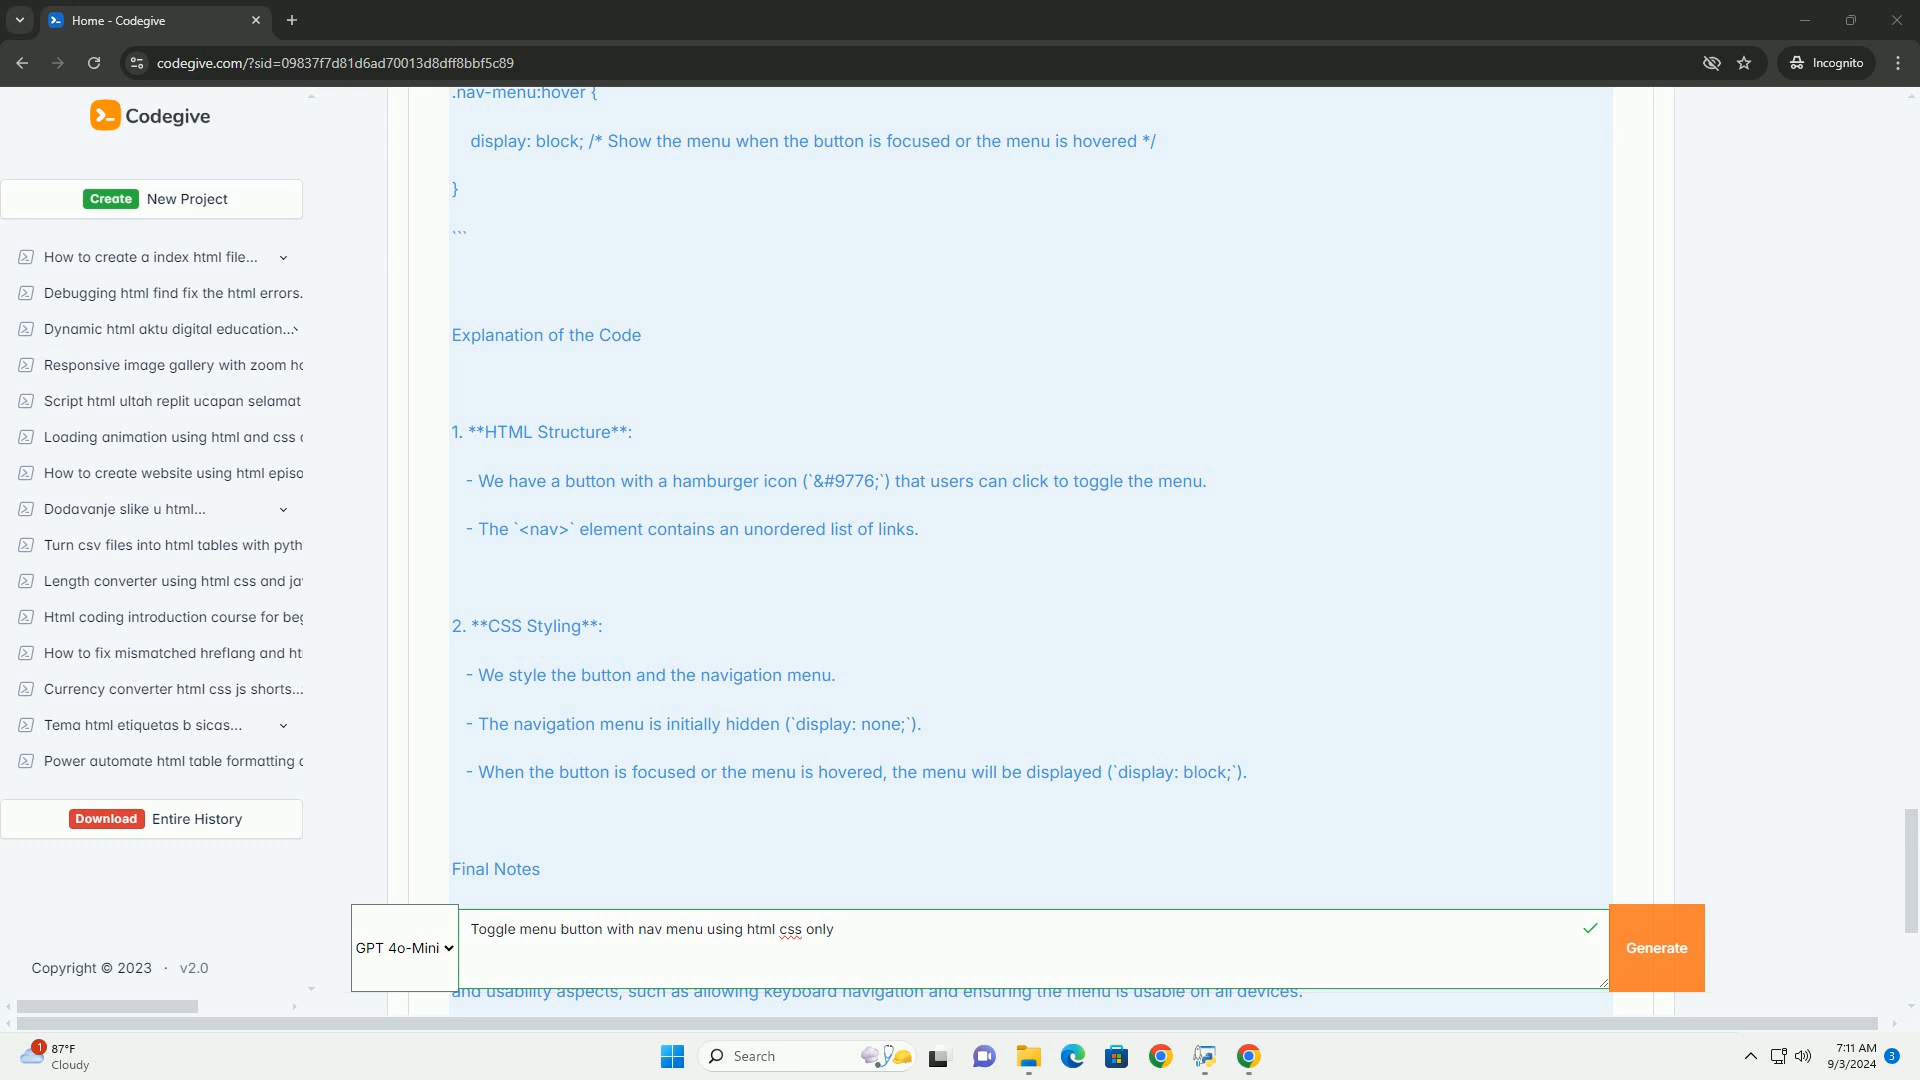 Home - Codegive
codegive.com/?sid=09837f7d81d6ad70013d8dff8bbf5c89
Incognito
Codegive
Create New Project
How to create a index html file...
Debugging html find fix the html errors.
Dynamic html aktu digital education...
Responsive image gallery with zoom ho
Script html ultah replit ucapan selamat
Loading animation using html and css
How to create website using html episo
Dodavanje slike u html...
Turn csv files into html tables with pyth
Length converter using html css and ja
Html coding introduction course for beg
How to fix mismatched hreflang and ht
Currency converter html css js shorts...
Tema html etiquetas b sicas...
Power automate html table formatting
Download Entire History
Copyright © 2023 · v2.0
.nav-menu:hover {
display: block; /* Show the menu when the button is focused or the menu is hovered */
}
```
Explanation of the Code
1. **HTML Structure**:
- We have a button with a hamburger icon (`&#9776;`) that users can click to toggle the menu.
- The `<nav>` element contains an unordered list of links.
2. **CSS Styling**:
- We style the button and the navigation menu.
- The navigation menu is initially hidden (`display: none;`).
- When the button is focused or the menu is hovered, the menu will be displayed (`display: block;`).
Final Notes
GPT 4o-Mini
Toggle menu button with nav menu using html css only
Generate
and usability aspects, such as allowing keyboard navigation and ensuring the menu is usable on all devices.
1
87°F
Cloudy
Search
7:11 AM
9/3/2024
3